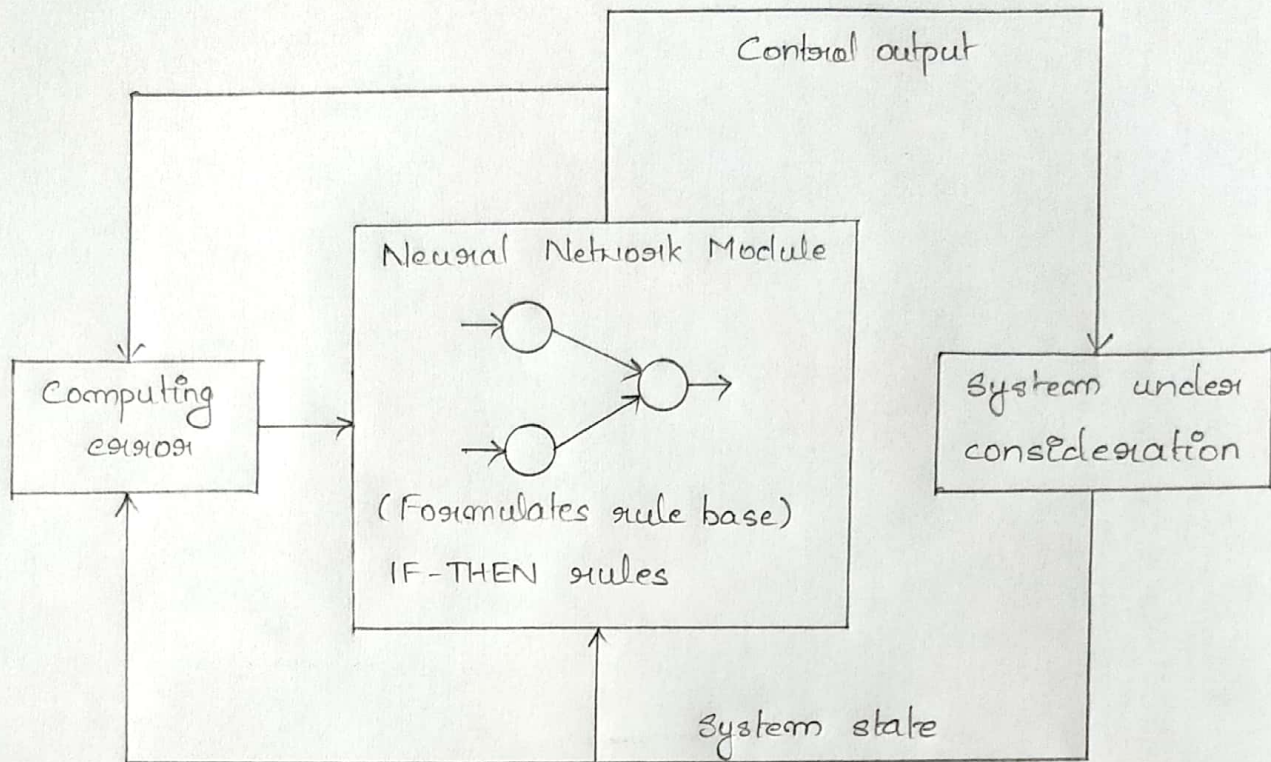 Control output
Neural Network Module
Computing
error
System under
consideration
(Formulates rule base)
IF-THEN rules
System state